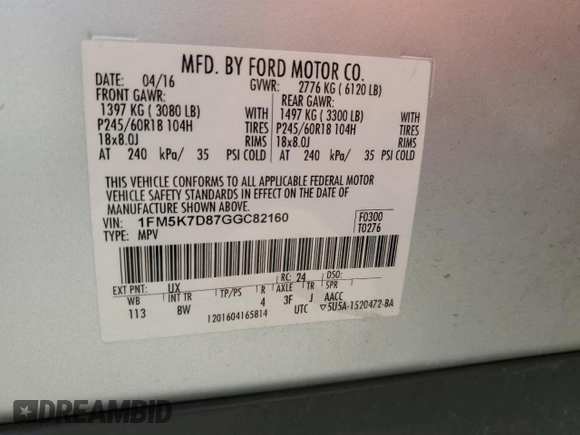 MFD. BY FORD MOTOR CO.
DATE: 04/16 GVWR: 2776 KG ( 6120 LB)
FRONT GAWR: REAR GAWR:
1397 KG ( 3080 LB) WITH 1497 KG ( 3300 LB) WITH
P245/60R18 104H TIRES P245/60R18 104H TIRES
18x8.0J RIMS 18x8.0J RIMS
AT 240 kPa/ 35 PSI COLD AT 240 kPa/ 35 PSI COLD
THIS VEHICLE CONFORMS TO ALL APPLICABLE FEDERAL MOTOR
VEHICLE SAFETY STANDARDS IN EFFECT ON THE DATE OF
MANUFACTURE SHOWN ABOVE.
VIN: 1FM5K7D87GGC82160 F0300
TYPE: MPV T0276
EXT PNT: UX RC: 24 DSO:
WB INT TR TP/PS R AXLE TR SPR
113 8W 4 3F J AACC
1201604165814 UTC ▽5U5A-1520472-BA
DREAMBID